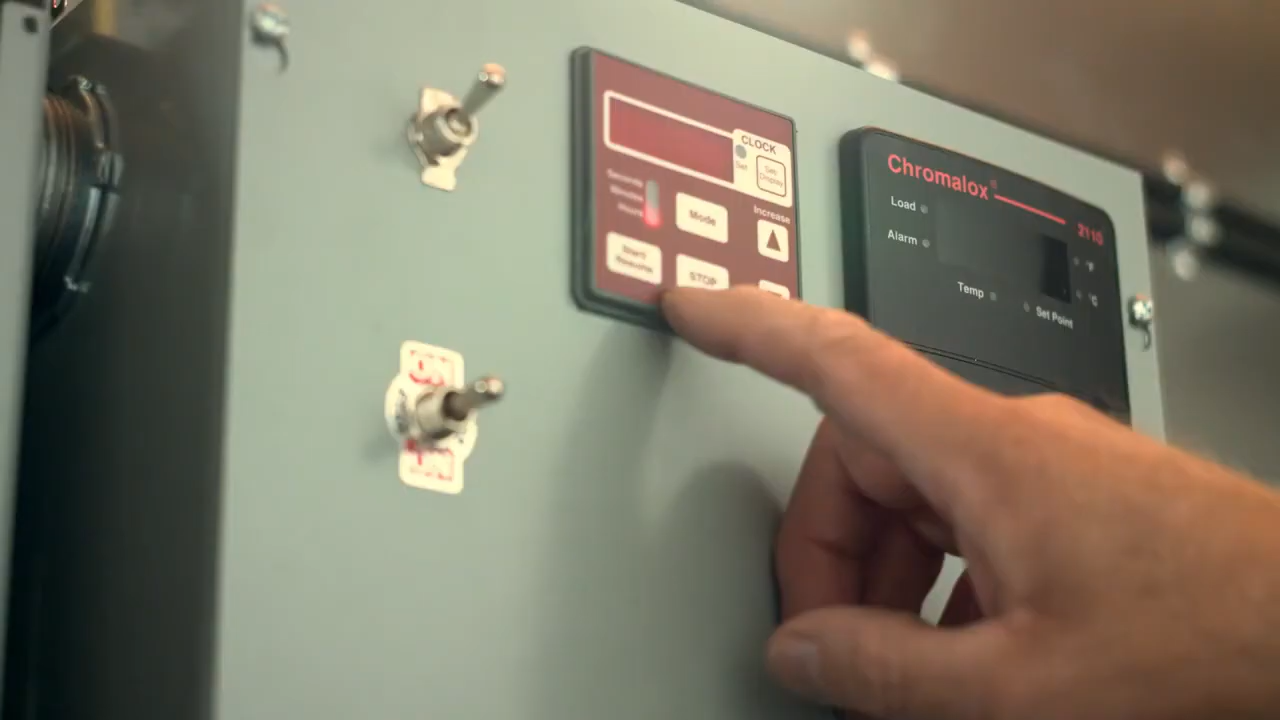 CLOCK
Set
Set
Display
Seconds
Minutes
Hours
Mode
Increase
Start
Resume
STOP
Chromalox®
2110
Load
Alarm
°F
°C
Temp
Set Point
ON